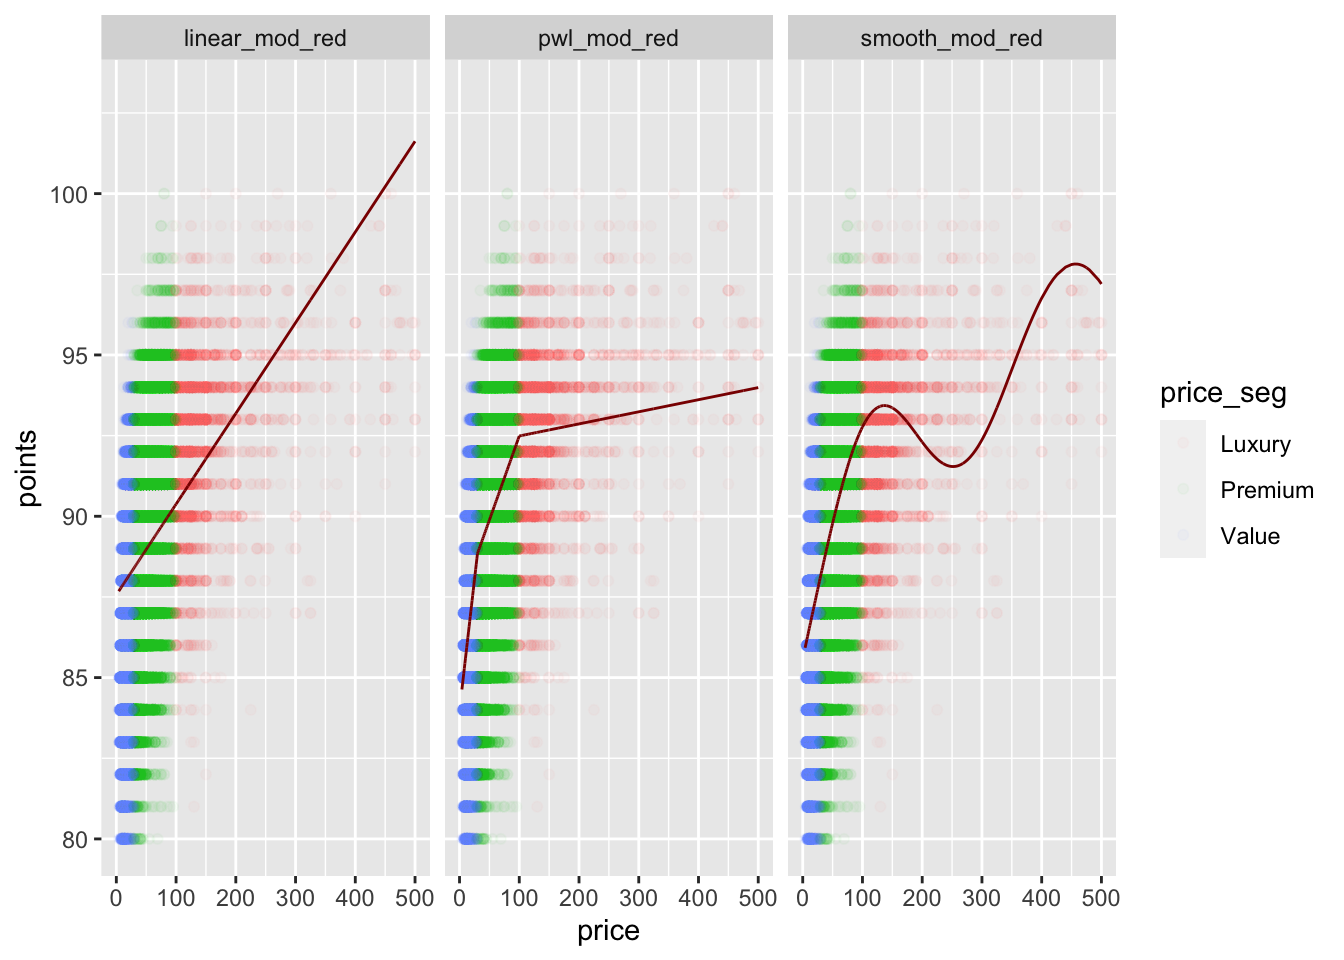 linear_mod_red pwl_mod_red smooth_mod_red
points
100
95
90
85
80
0 100 200 300 400 500 0 100 200 300 400 500 0 100 200 300 400 500
price
price_seg
Luxury
Premium
Value